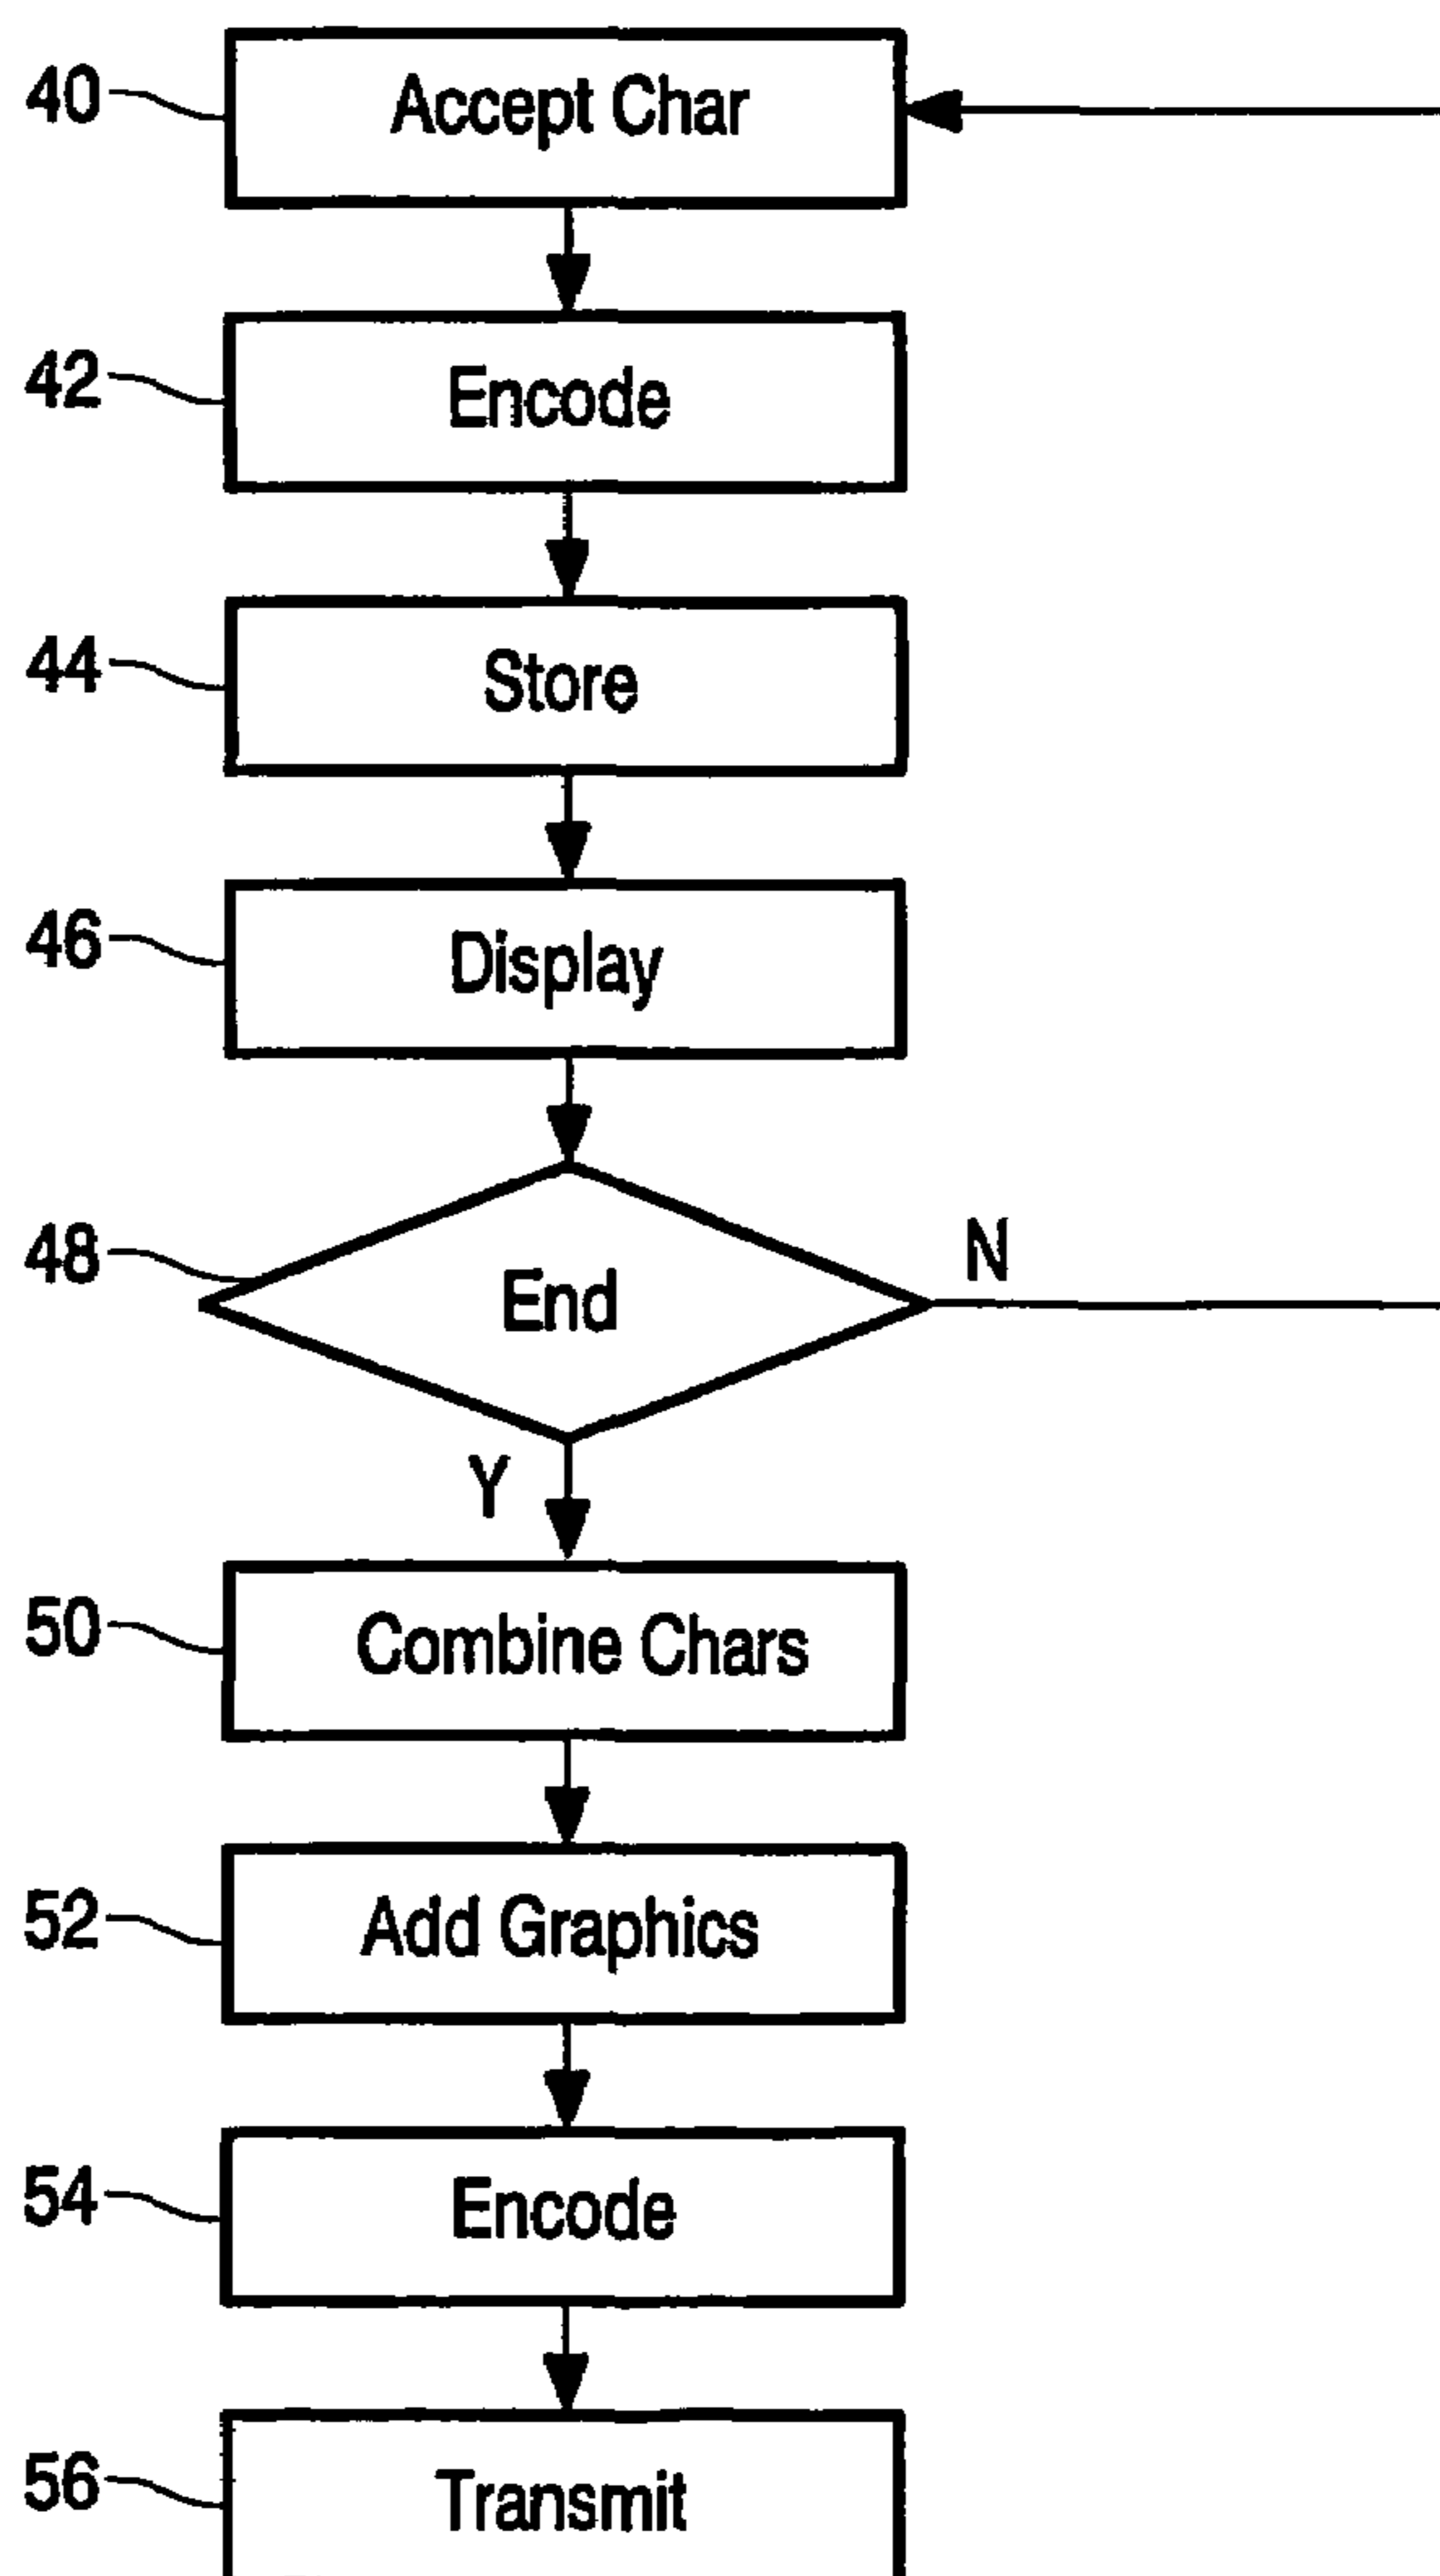 40 Accept Char
42 Encode
44 Store
46 Display
48 End N
Y
50 Combine Chars
52 Add Graphics
54 Encode
56 Transmit